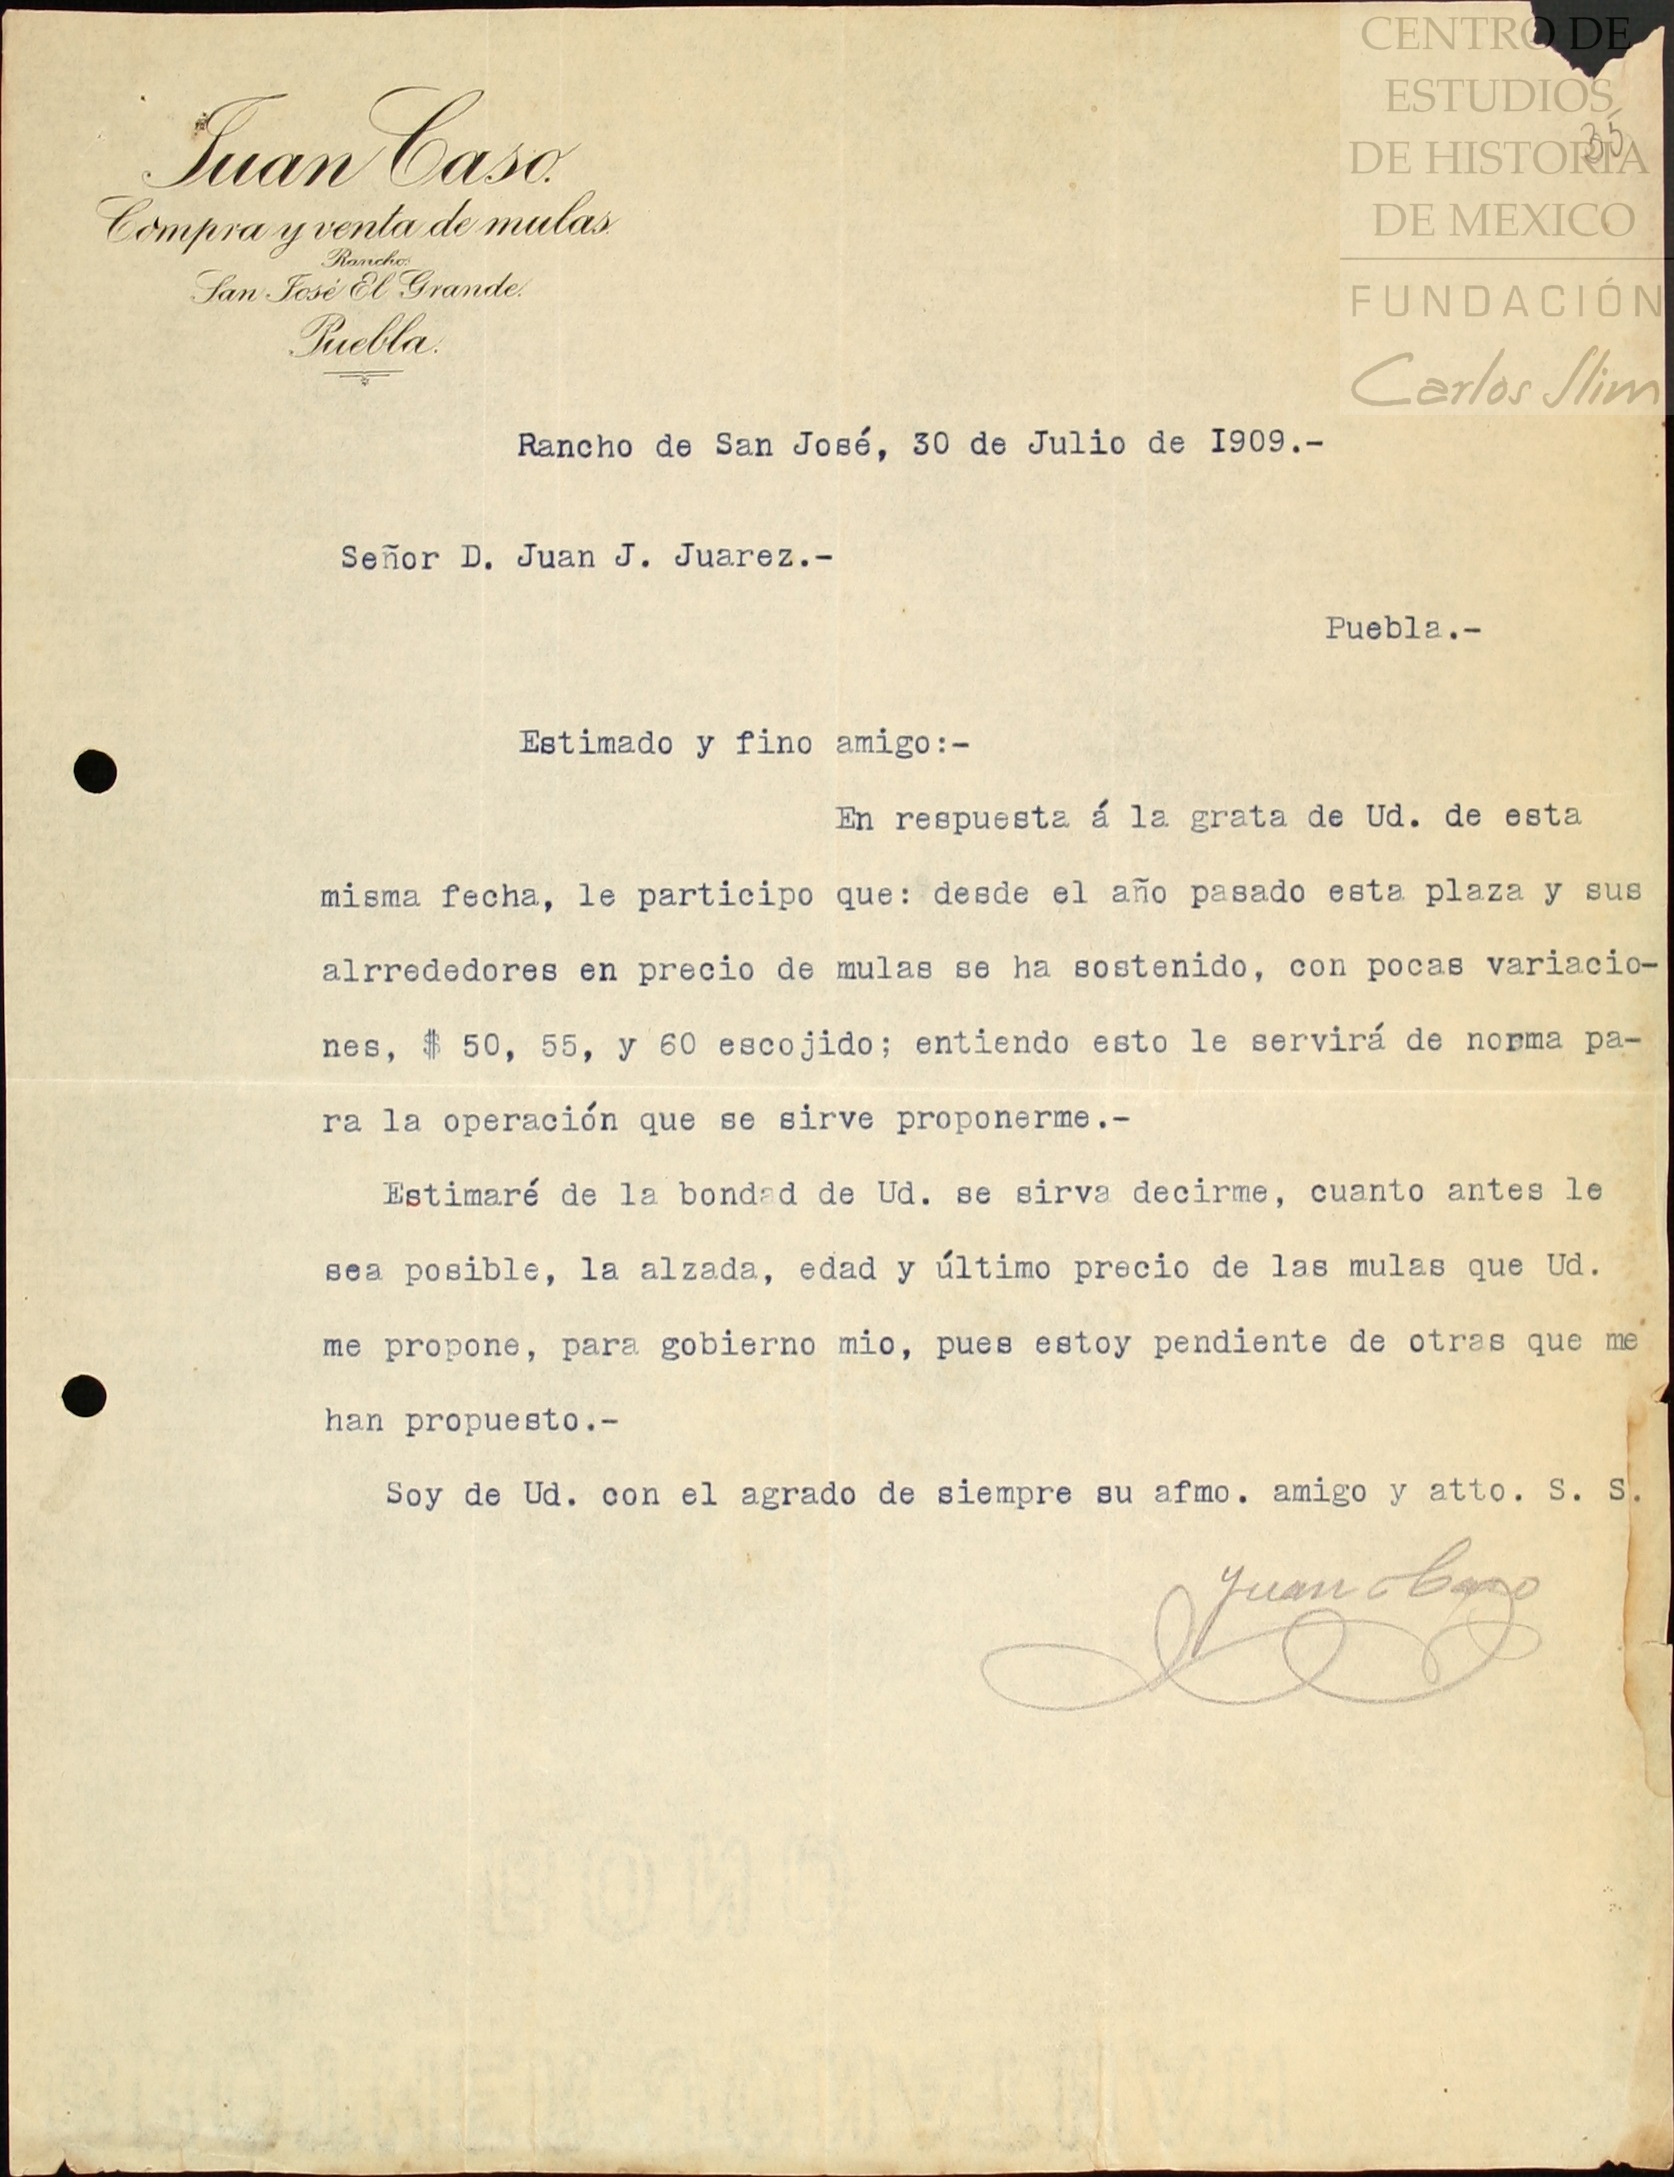 CENTRO DE
ESTUDIOS
DE HISTORIA
DE MEXICO
FUNDACIÓN
Carlos Slim
35
Juan Caso.
Compra y venta de mulas.
Rancho.
San José El Grande.
Puebla.
Rancho de San José, 30 de Julio de I909.-
Señor D. Juan J. Juarez.-
Puebla.-
Estimado y fino amigo:-
En respuesta á la grata de Ud. de esta
misma fecha, le participo que: desde el año pasado esta plaza y sus
alrrededores en precio de mulas se ha sostenido, con pocas variacio-
nes, $ 50, 55, y 60 escojido; entiendo esto le servirá de norma pa-
ra la operación que se sirve proponerme.-
Estimaré de la bondad de Ud. se sirva decirme, cuanto antes le
sea posible, la alzada, edad y último precio de las mulas que Ud.
me propone, para gobierno mio, pues estoy pendiente de otras que me
han propuesto.-
Soy de Ud. con el agrado de siempre su afmo. amigo y atto. S. S.
Juan Caso